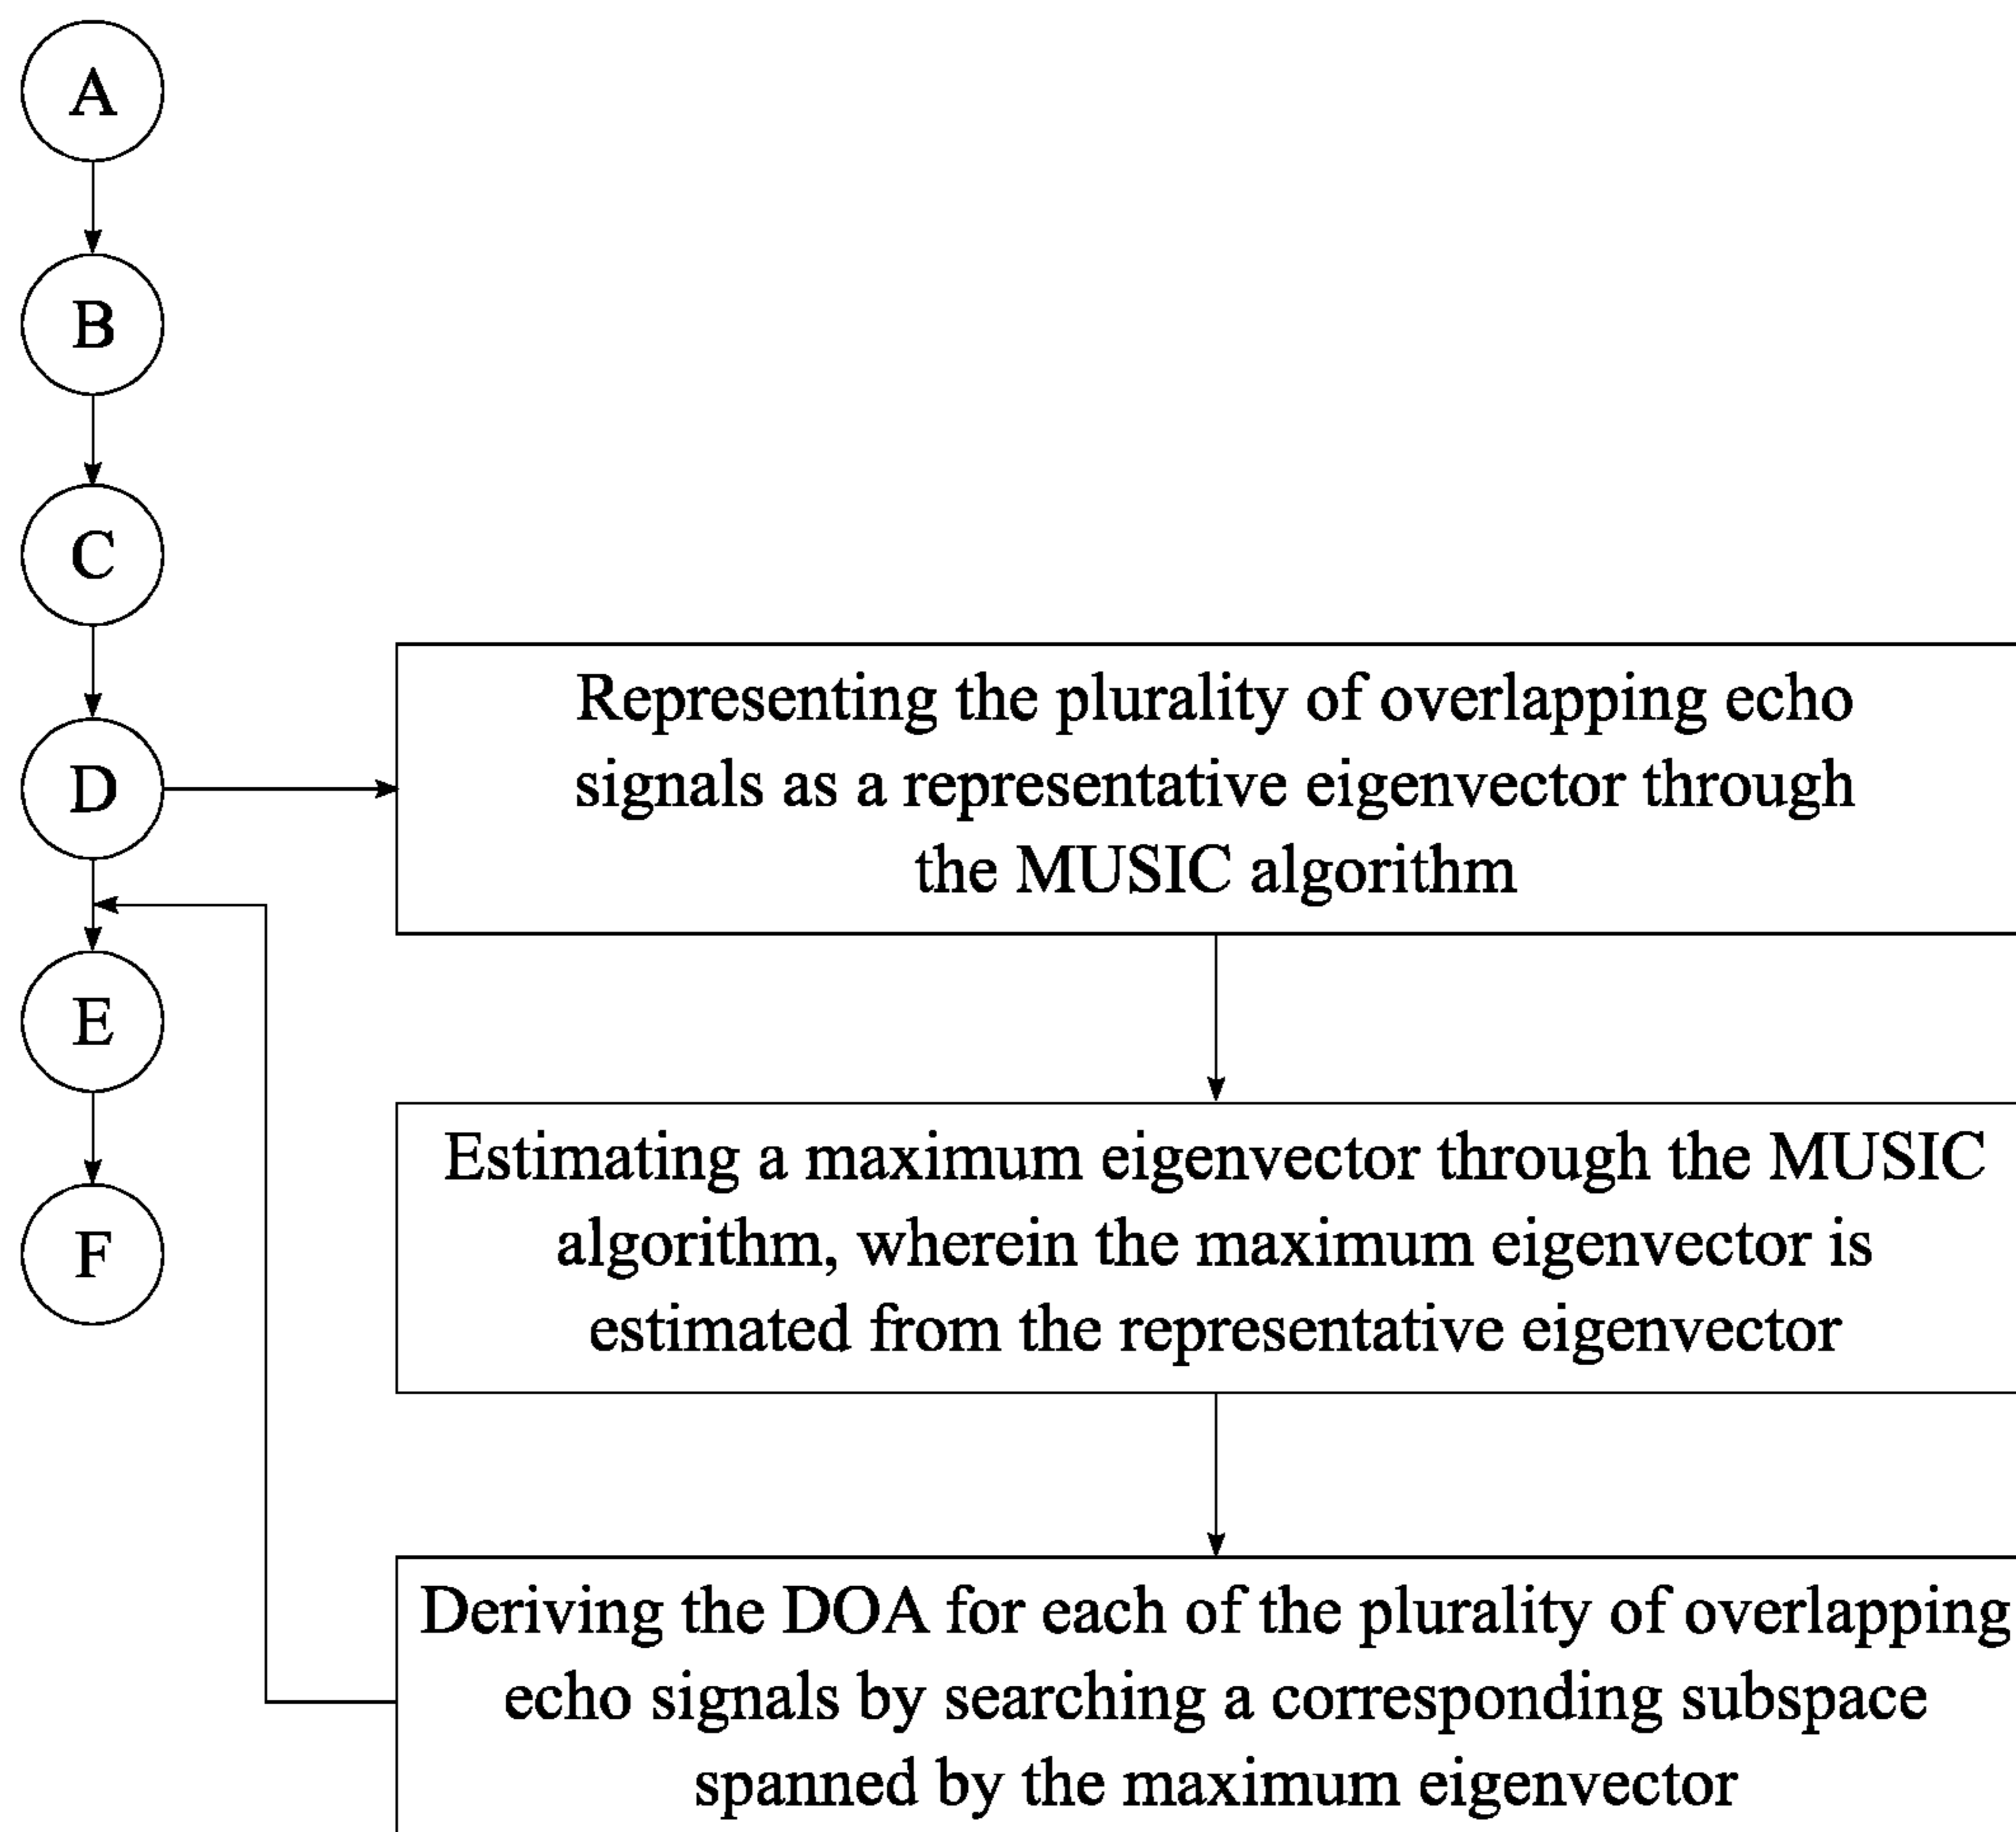 A
B
C
D
E
F
Representing the plurality of overlapping echo
signals as a representative eigenvector through
the MUSIC algorithm
Estimating a maximum eigenvector through the MUSIC
algorithm, wherein the maximum eigenvector is
estimated from the representative eigenvector
Deriving the DOA for each of the plurality of overlapping
echo signals by searching a corresponding subspace
spanned by the maximum eigenvector